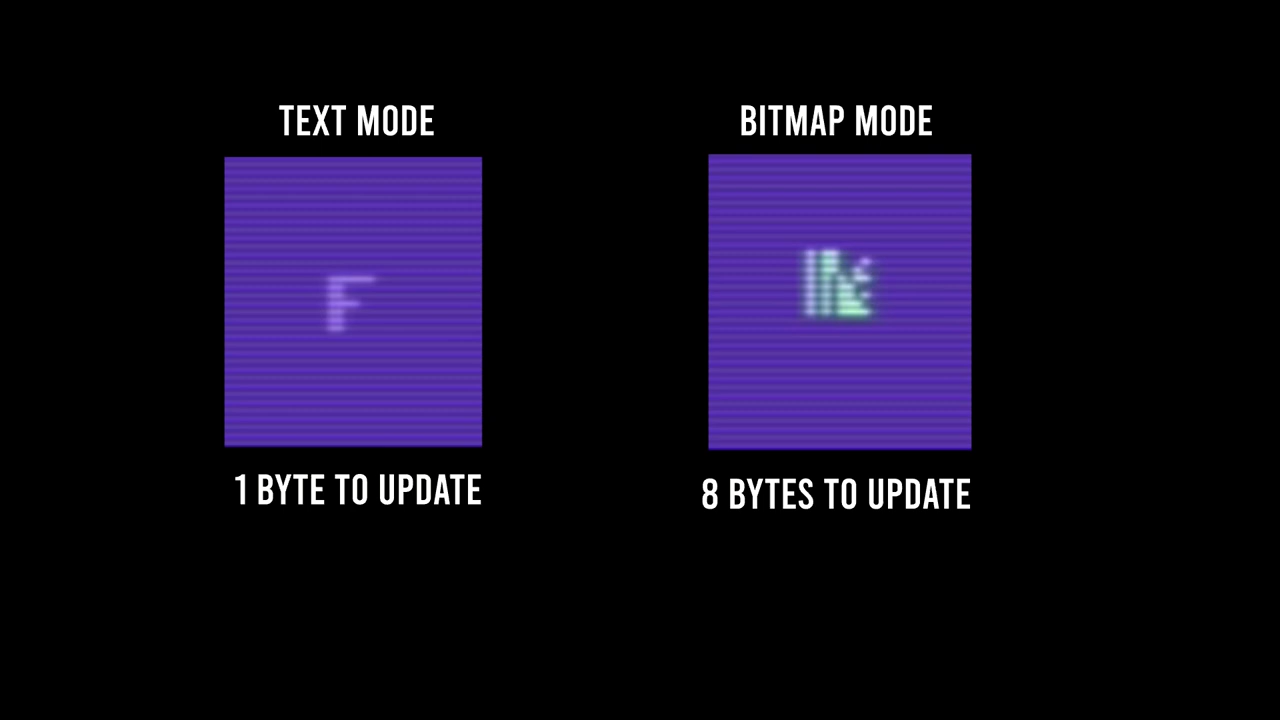 TEXT MODE
BITMAP MODE
F
1 BYTE TO UPDATE
8 BYTES TO UPDATE